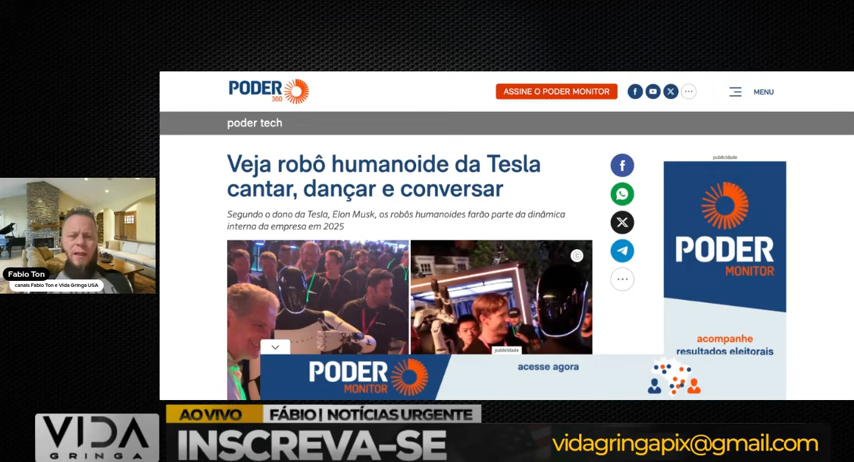 PODER
360
ASSINE O PODER MONITOR
MENU
poder tech
Veja robô humanoide da Tesla
cantar, dançar e conversar
Segundo o dono da Tesla, Elon Musk, os robôs humanoides farão parte da dinâmica
interna da empresa em 2025
publicidade
PODER
MONITOR
acompanhe
resultados eleitorais
publicidade
PODER
MONITOR
acesse agora
Fabio Ton
canais Fabio Ton e Vida Gringa USA
VIDA
GRINGA
AO VIVO
FÁBIO | NOTÍCIAS URGENTE
INSCREVA-SE
vidagringapix@gmail.com